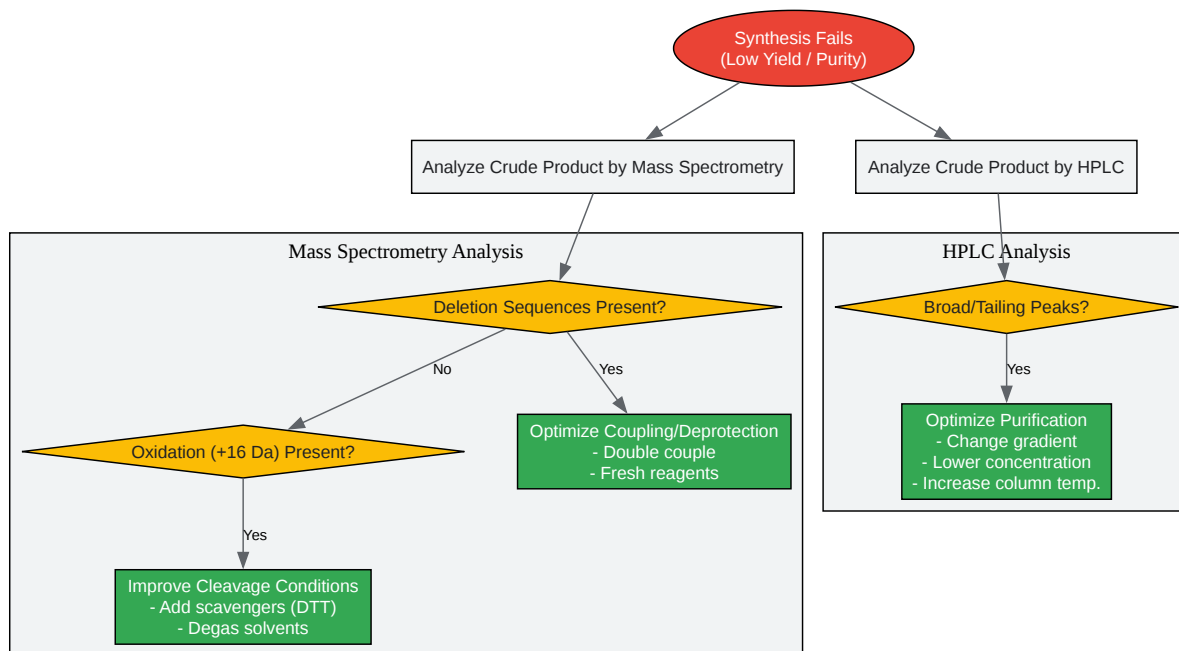 Synthesis Fails
(Low Yield / Purity)
Analyze Crude Product by Mass Spectrometry
Analyze Crude Product by HPLC
Mass Spectrometry Analysis
HPLC Analysis
Deletion Sequences Present?
Broad/Tailing Peaks?
No
Yes
Yes
Oxidation (+16 Da) Present?
Optimize Coupling/Deprotection
- Double couple
- Fresh reagents
Optimize Purification
- Change gradient
- Lower concentration
- Increase column temp.
Yes
Improve Cleavage Conditions
- Add scavengers (DTT)
- Degas solvents